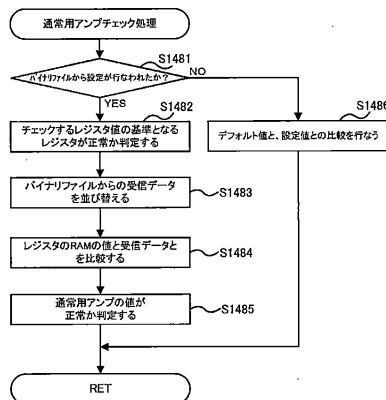 通常用アンプチェック処理
S1481
バイナリファイルから設定が行なわれたか?
NO
YES
S1482
S1486
チェックするレジスタ値の基準となる
レジスタが正常か判定する
デフォルト値と、設定値との比較を行なう
バイナリファイルからの受信データ
を並び替える
S1483
レジスタのRAMの値と受信データと
を比較する
S1484
通常用アンプの値が
正常か判定する
S1485
RET